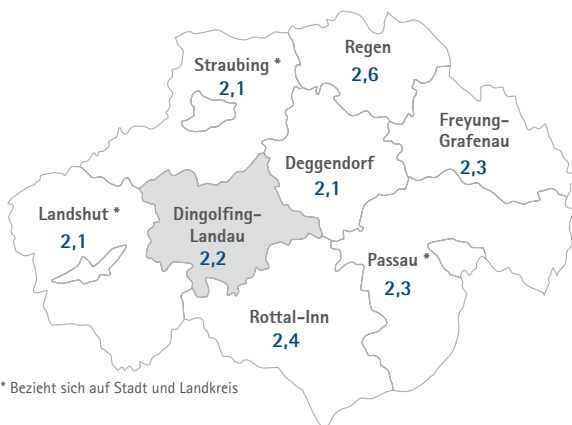 Regen
2,6
Straubing *
2,1
Freyung-
Grafenau
2,3
Deggendorf
2,1
Landshut *
2,1
Dingolfing-
Landau
2,2
Passau *
2,3
Rottal-Inn
2,4
* Bezieht sich auf Stadt und Landkreis